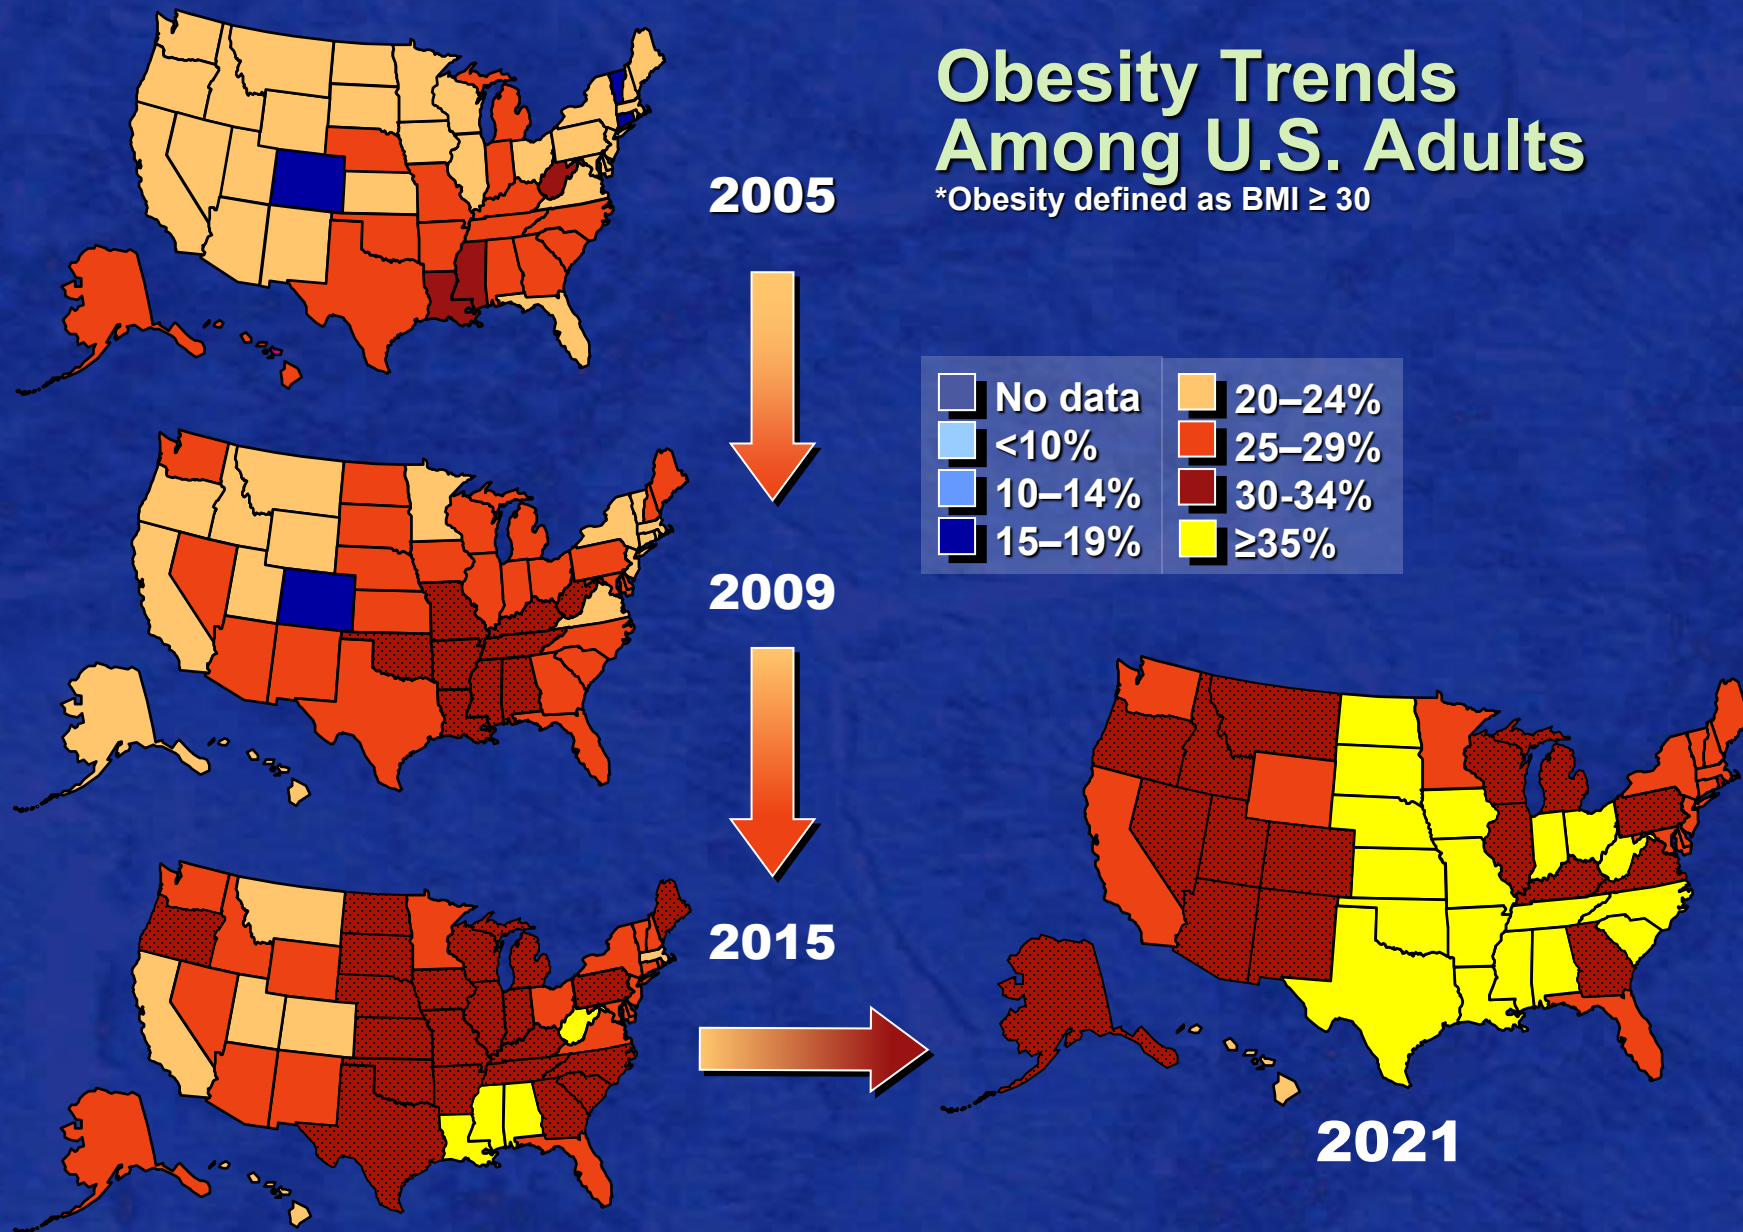 Obesity Trends
Among U.S. Adults
*Obesity defined as BMI ≥ 30
2005
No data
<10%
10–14%
15–19%
20–24%
25–29%
30-34%
≥35%
2009
2015
2021